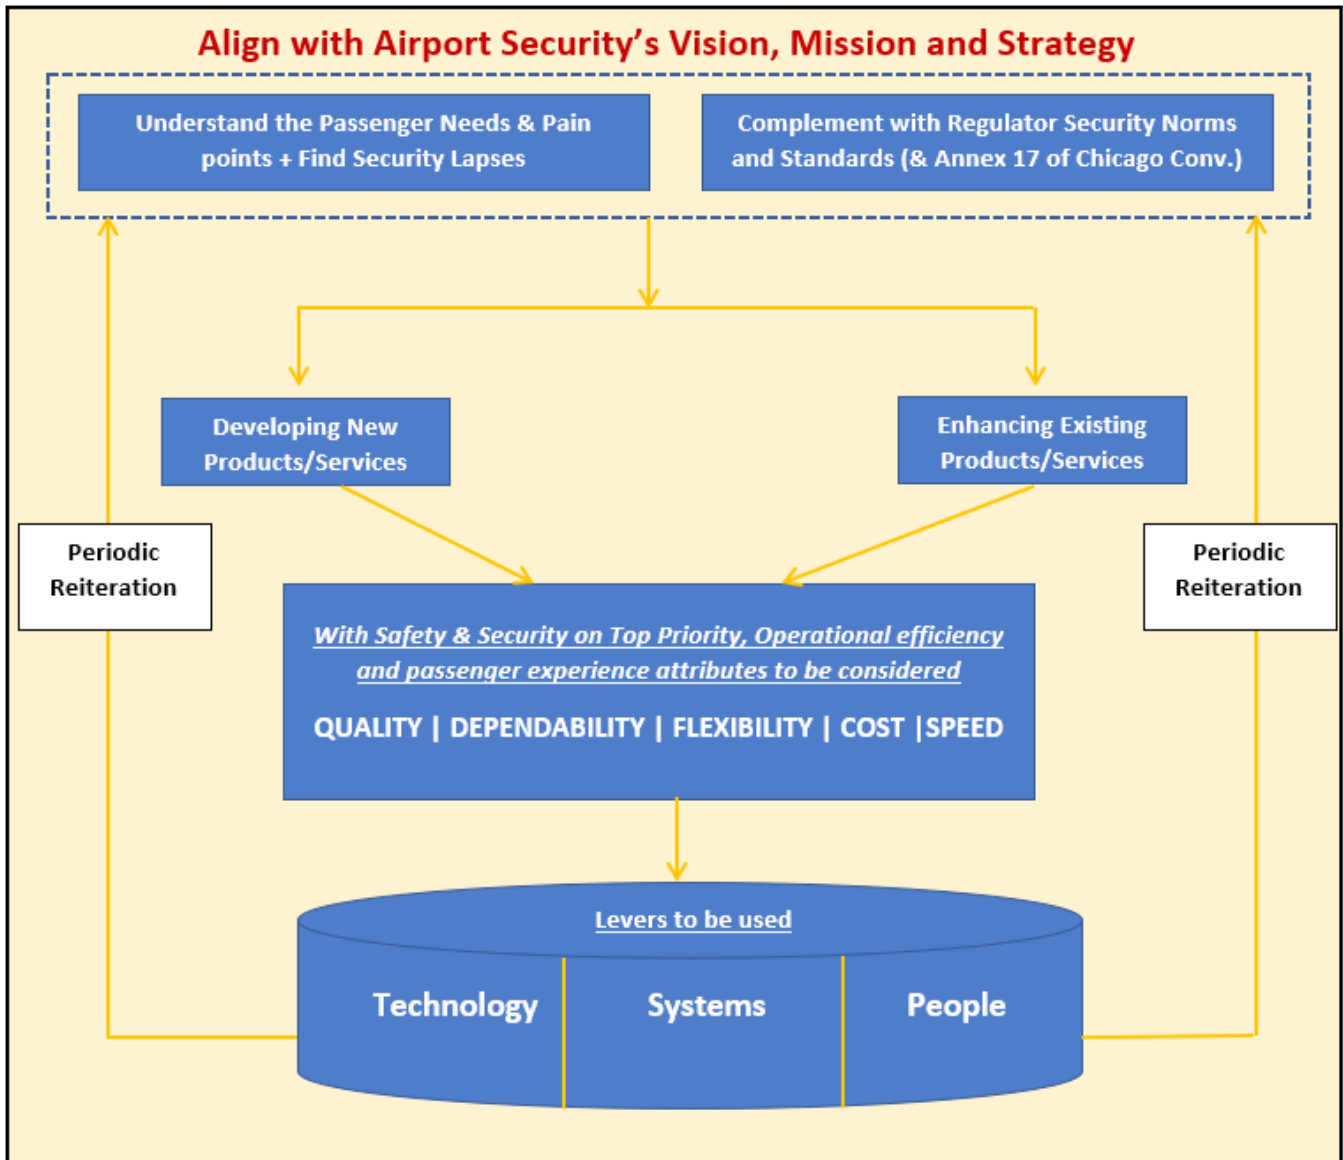 Align with Airport Security's Vision, Mission and Strategy
Understand the Passenger Needs & Pain
points + Find Security Lapses
Complement with Regulator Security Norms
and Standards (& Annex 17 of Chicago Conv.)
Developing New
Products/Services
Enhancing Existing
Products/Services
Periodic
Reiteration
Periodic
Reiteration
With Safety & Security on Top Priority, Operational efficiency
and passenger experience attributes to be considered
QUALITY | DEPENDABILITY | FLEXIBILITY | COST |SPEED
Levers to be used
Technology
Systems
People